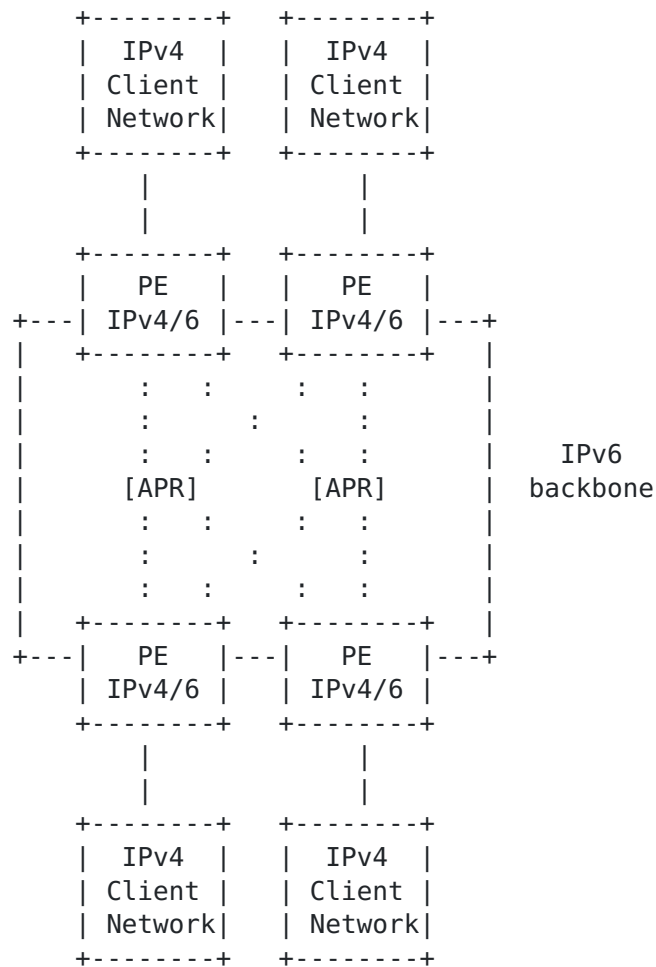 IPv4 IPv4
Client Client
Network Network
PE PE
IPv4/6 IPv4/6
IPv6
[APR] [APR] backbone
PE PE
IPv4/6 IPv4/6
IPv4 IPv4
Client Client
Network Network